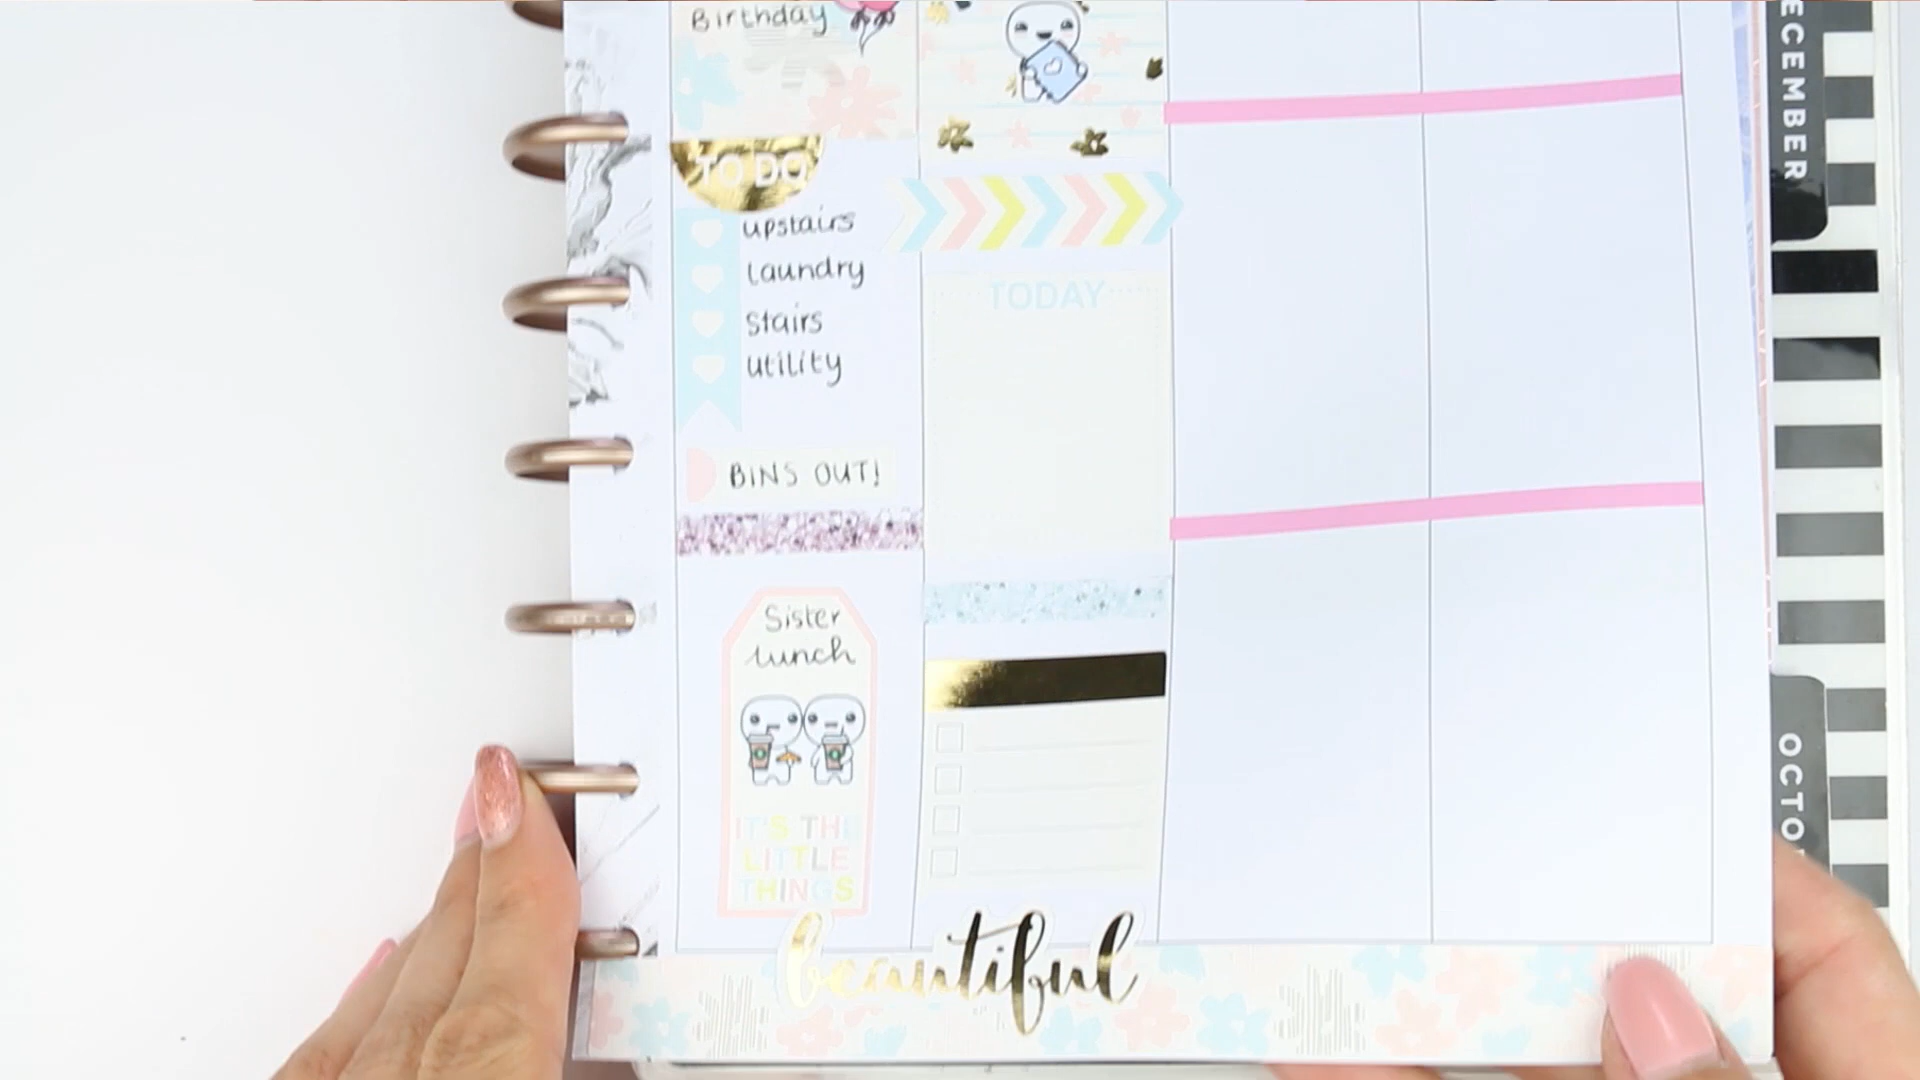 Birthday
TO DO
upstairs
laundry
stairs
utility
BINS OUT!
Sister
lunch
IT'S THE
LITTLE
THINGS
TODAY
beautiful
ECEMBER
OCTO